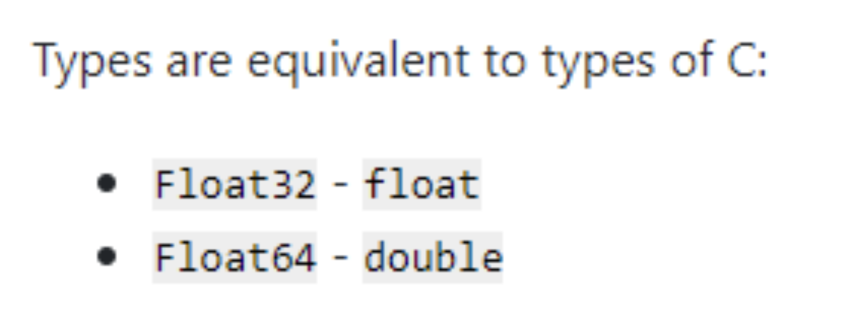 Types are equivalent to types of C:
• Float32 - float
• Float64 - double